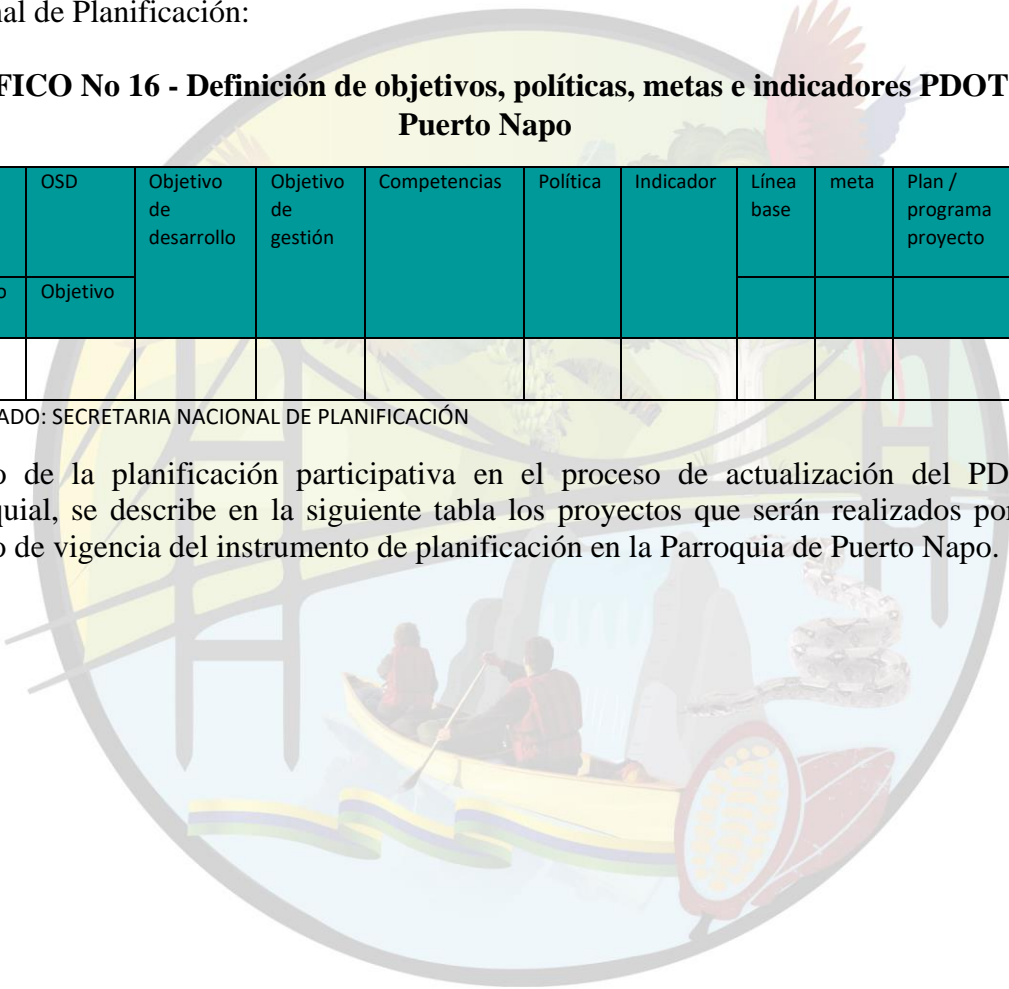 nal de Planificación:
FICO No 16 - Definición de objetivos, políticas, metas e indicadores PDOT
Puerto Napo
OSD Objetivo Objetivo Competencias Política Indicador Línea meta Plan /
de de base programa
desarrollo gestión proyecto
o Objetivo
ADO: SECRETARIA NACIONAL DE PLANIFICACIÓN
o de la planificación participativa en el proceso de actualización del PD
quial, se describe en la siguiente tabla los proyectos que serán realizados por
o de vigencia del instrumento de planificación en la Parroquia de Puerto Napo.